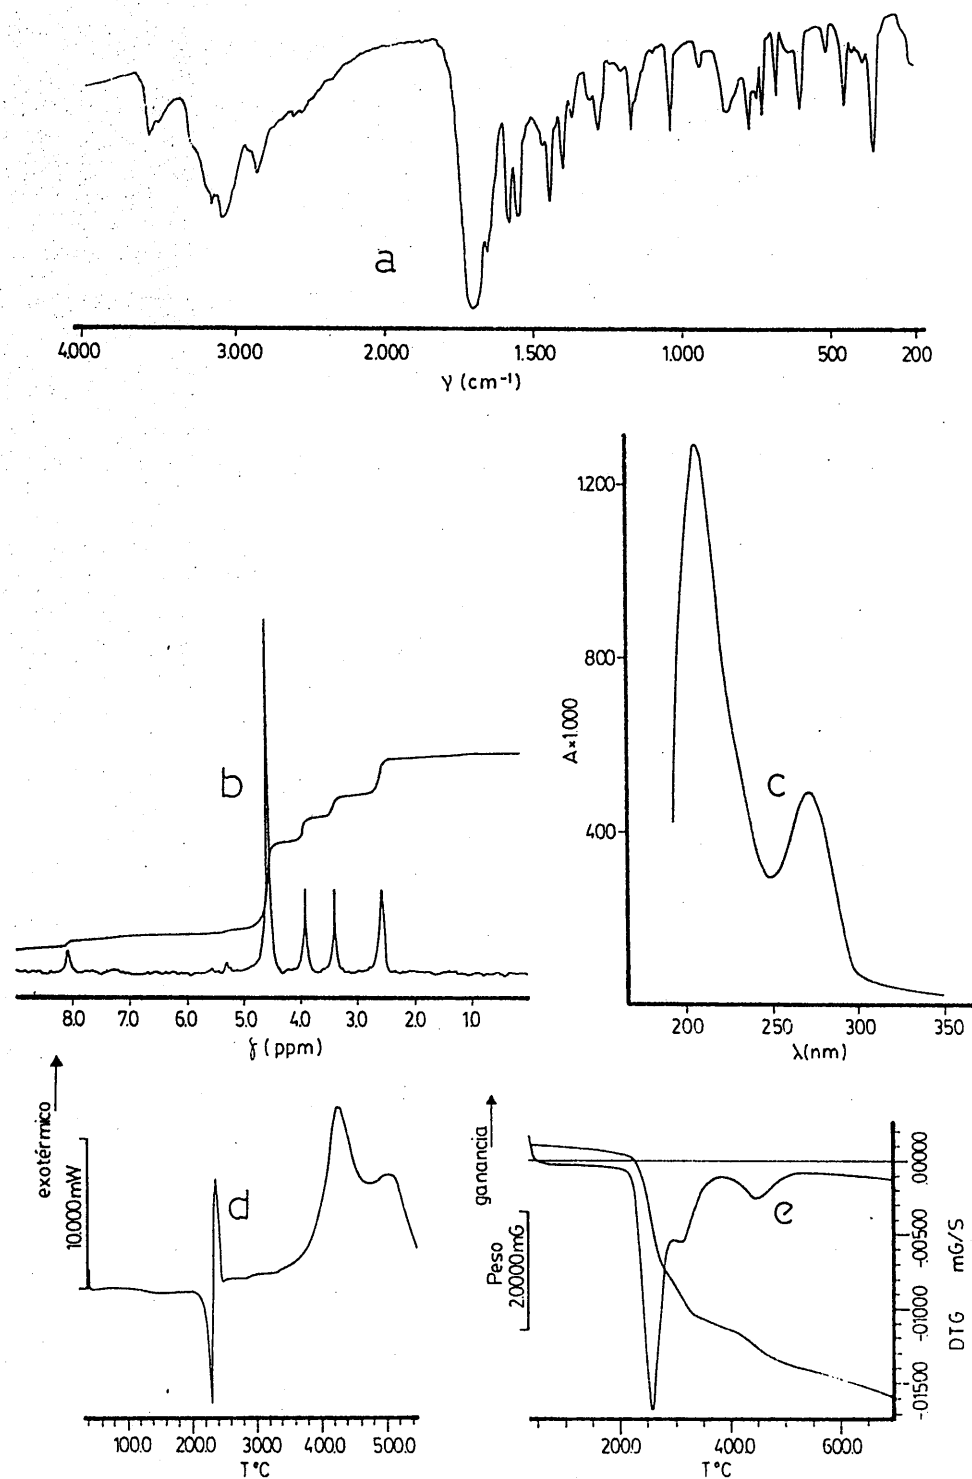 a
4.000 3.000 2.000 1.500 1.000 500 200
γ (cm⁻¹)
b
8.0 7.0 6.0 5.0 4.0 3.0 2.0 1.0
δ (ppm)
1.200
800
400
A×1.000
c
200 250 300 350
λ(nm)
exotérmico
10.000mW
d
100.0 200.0 300.0 400.0 500.0
T°C
ganancia
Peso
2.0000mG
e
.00000
-.00500
-.01000
-.01500
DTG mG/S
200.0 400.0 600.0
T°C